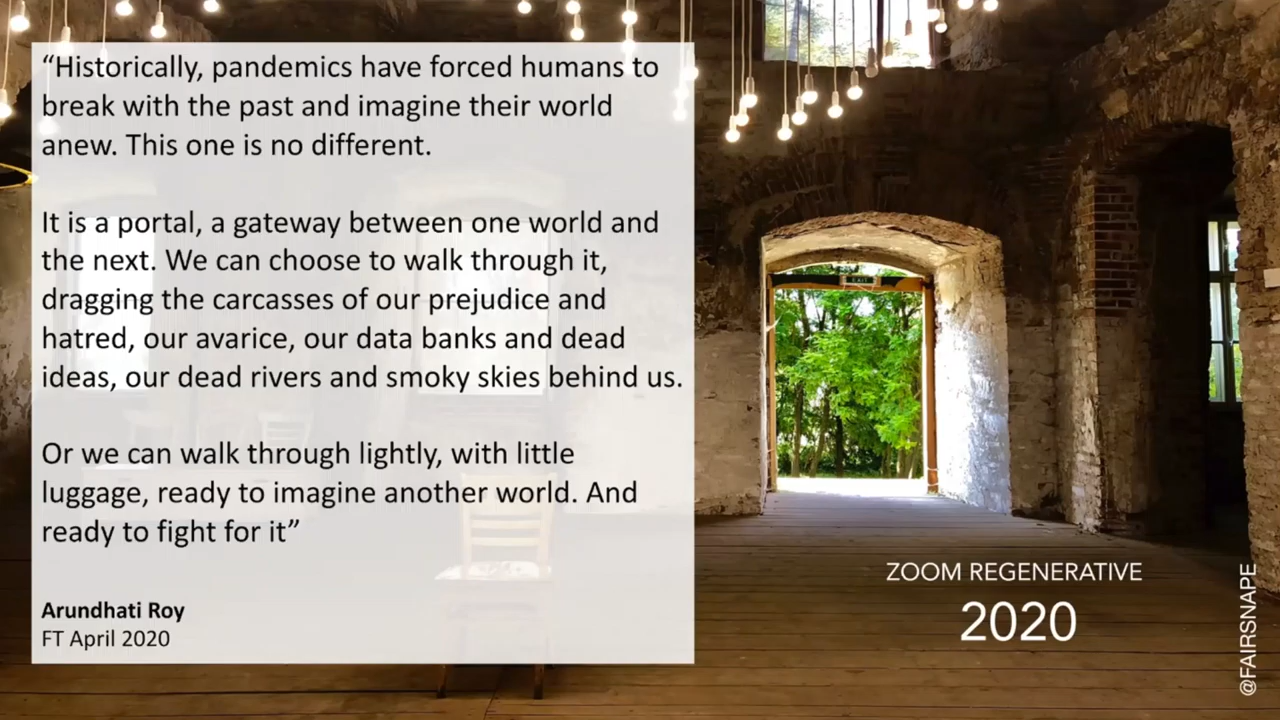 “Historically, pandemics have forced humans to
break with the past and imagine their world
anew. This one is no different.
It is a portal, a gateway between one world and
the next. We can choose to walk through it,
dragging the carcasses of our prejudice and
hatred, our avarice, our data banks and dead
ideas, our dead rivers and smoky skies behind us.
Or we can walk through lightly, with little
luggage, ready to imagine another world. And
ready to fight for it”
Arundhati Roy
FT April 2020
EXIT
ZOOM REGENERATIVE
2020
@FAIRSNAPE